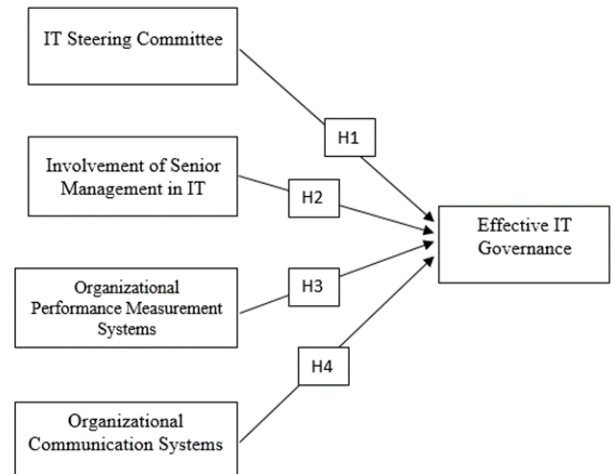 IT Steering Committee
H1
Involvement of Senior
Management in IT
H2
Effective IT
Governance
Organizational
Performance Measurement
Systems
H3
H4
Organizational
Communication Systems